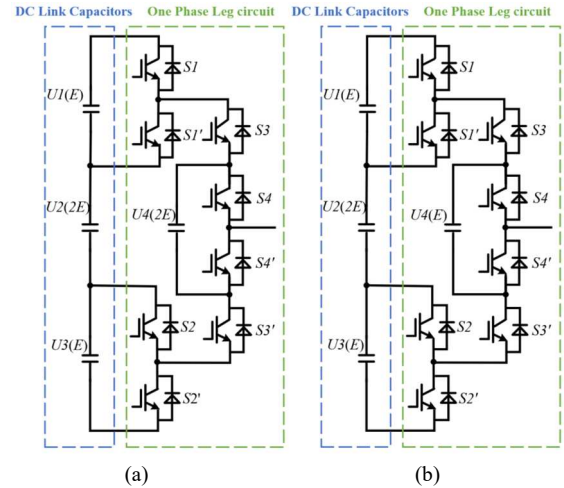 DC Link Capacitors One Phase Leg circuit DC Link Capacitors One Phase Leg circuit
S1 S1
U1(E) U1(E)
S1' S3 S1' S3
S4 S4
U2(2E) U4(2E) U2(2E) U4(E)
S4' S4'
S2 S3' S2 S3'
U3(E) U3(E)
S2' S2'
(a) (b)